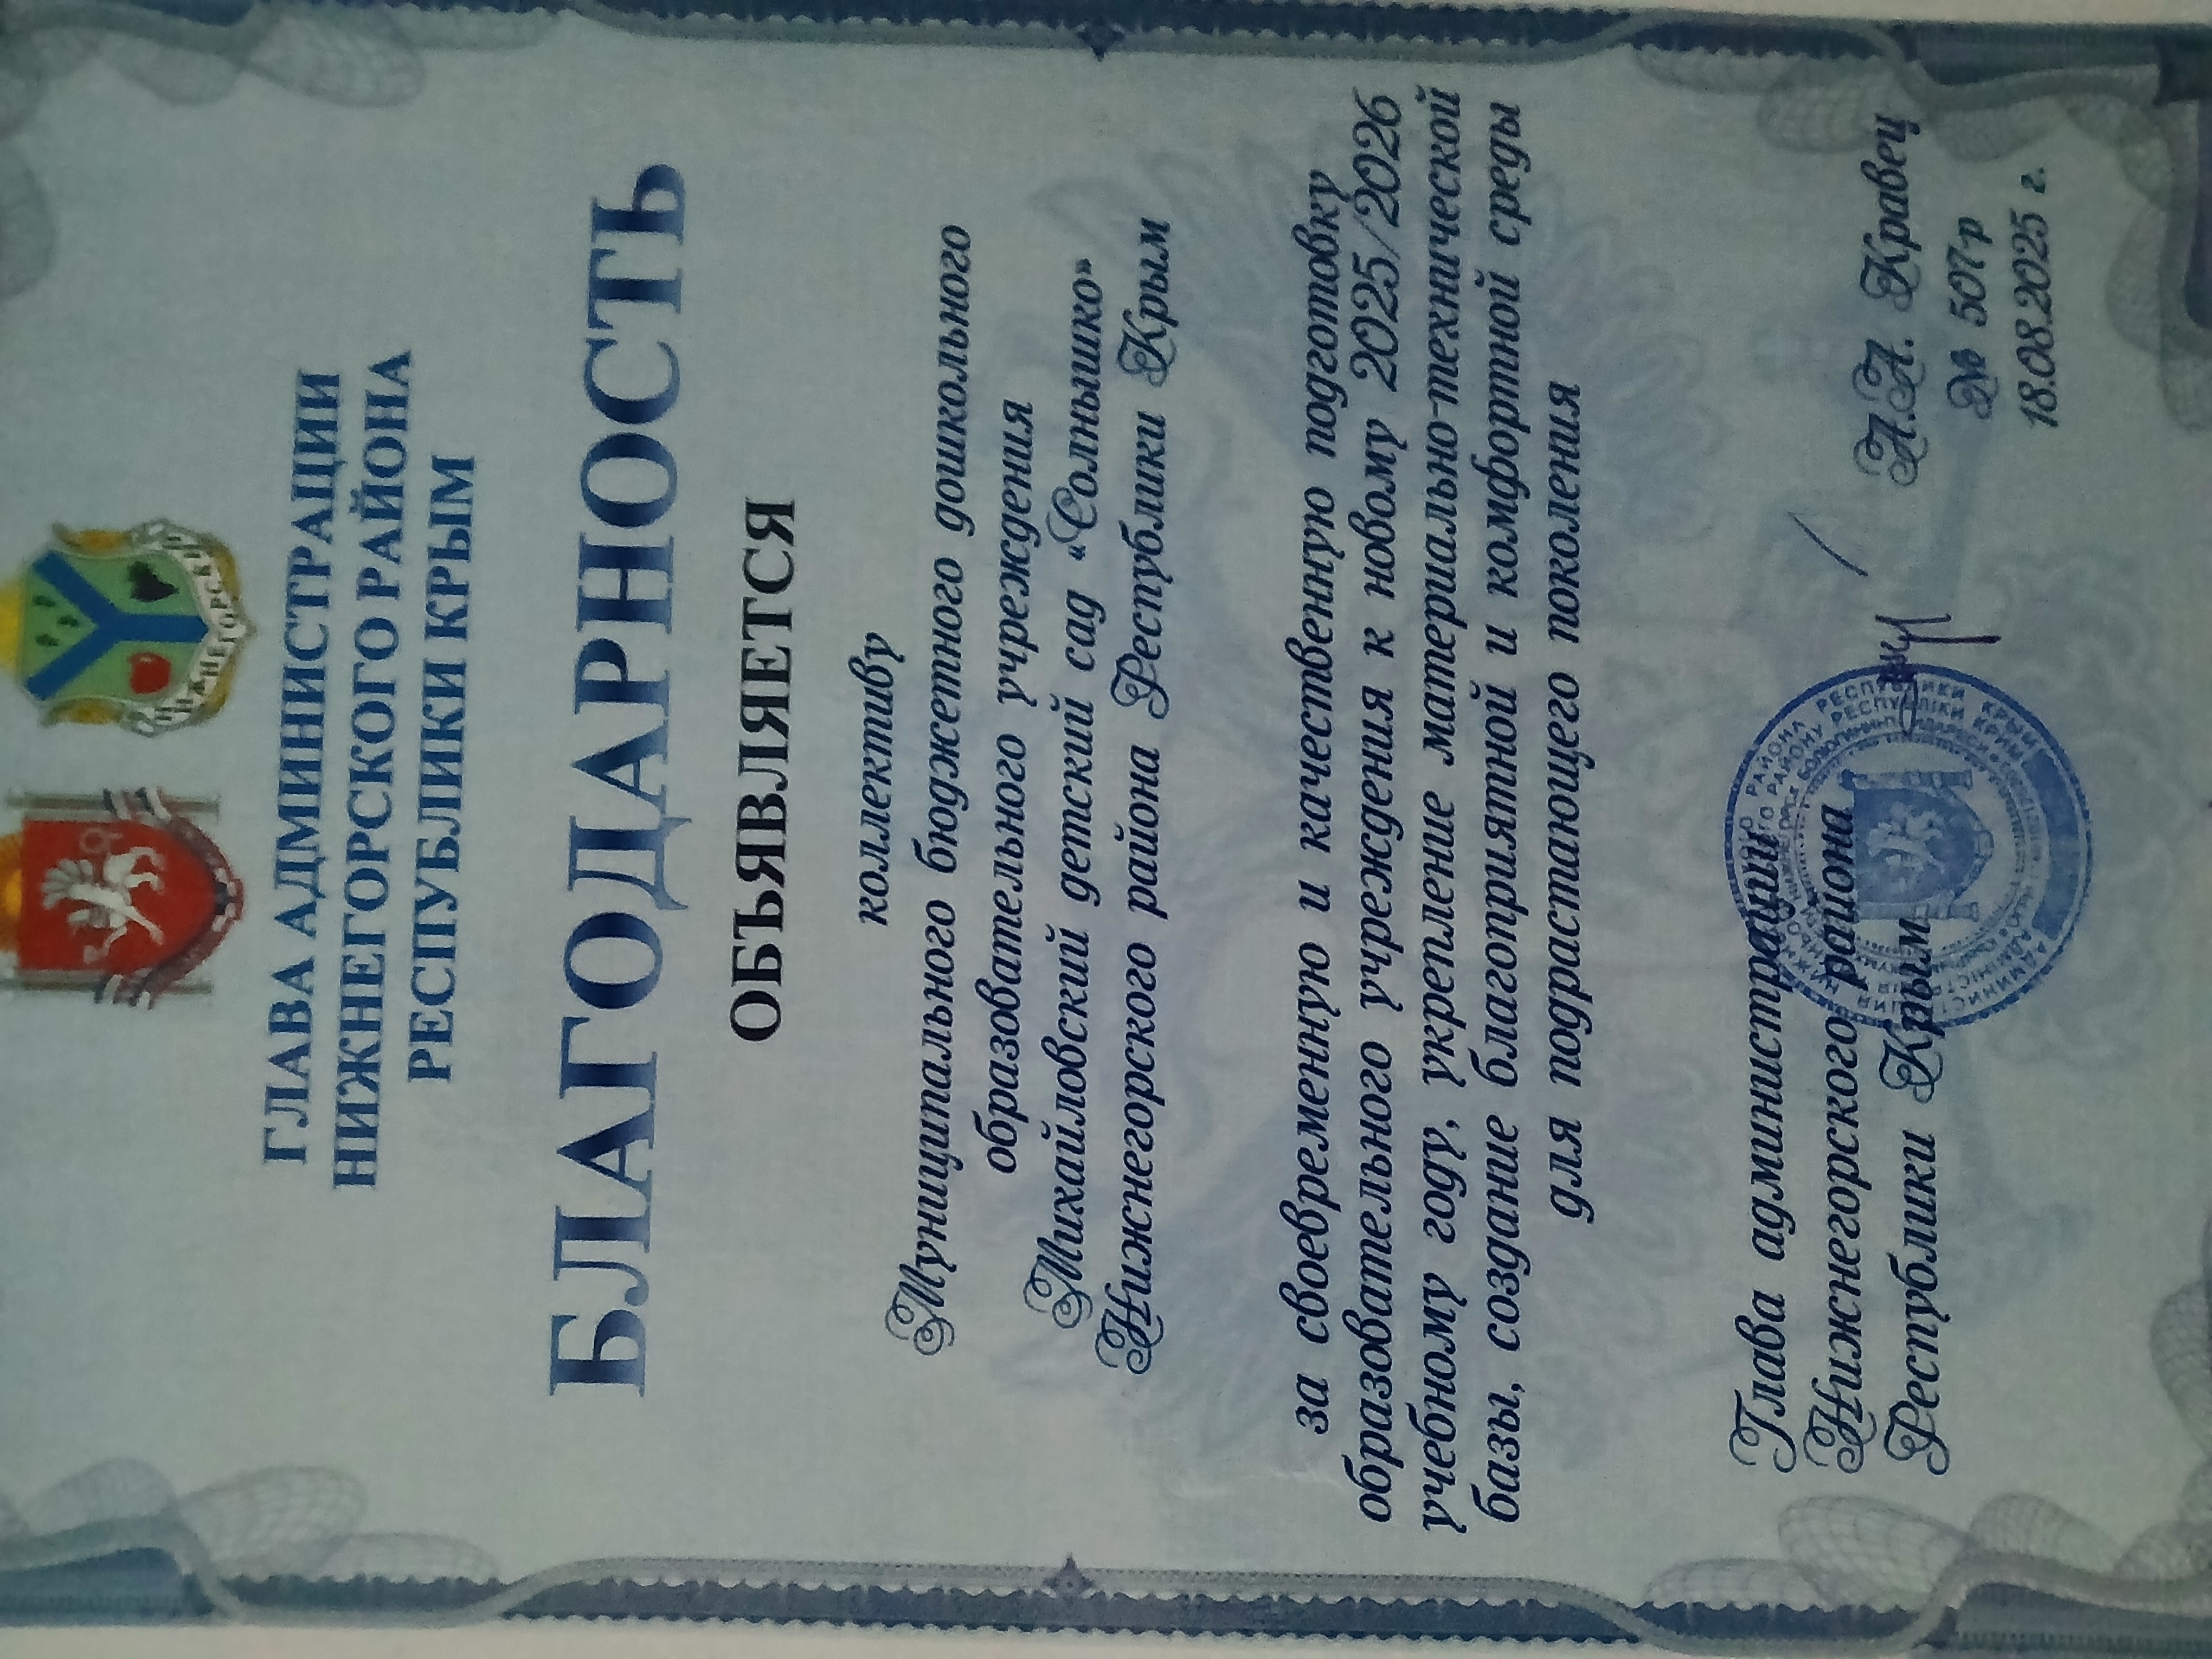 НИЖНЕГОРСКИЙ
ГЛАВА АДМИНИСТРАЦИИ
НИЖНЕГОРСКОГО РАЙОНА
РЕСПУБЛИКИ КРЫМ
БЛАГОДАРНОСТЬ
ОБЪЯВЛЯЕТСЯ
коллективу
Муниципального бюджетного дошкольного
образовательного учреждения
Михайловский детский сад «Солнышко»
Нижнегорского района Республики Крым
за своевременную и качественную подготовку
образовательного учреждения к новому 2025/2026
учебному году, укрепление материально-технической
базы, создание благоприятной и комфортной среды
для подрастающего поколения
Глава администрации
Нижнегорского района
Республики Крым
А.А. Кравец
№ 507-р
18.08.2025 г.